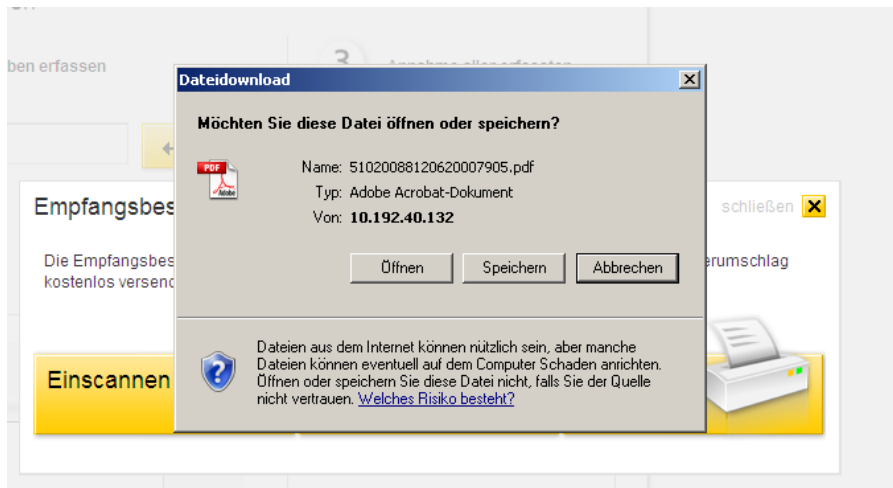 ben erfassen
3
Dateidownload
Möchten Sie diese Datei öffnen oder speichern?
PDF
Adobe
Name: 51020088120620007905.pdf
Typ: Adobe Acrobat-Dokument
Von: 10.192.40.132
Empfangsbes
schließen
Die Empfangsbes
erumschlag
kostenlos versend
Öffnen
Speichern
Abbrechen
Einscannen
Dateien aus dem Internet können nützlich sein, aber manche
Dateien können eventuell auf dem Computer Schaden anrichten.
Öffnen oder speichern Sie diese Datei nicht, falls Sie der Quelle
nicht vertrauen. Welches Risiko besteht?